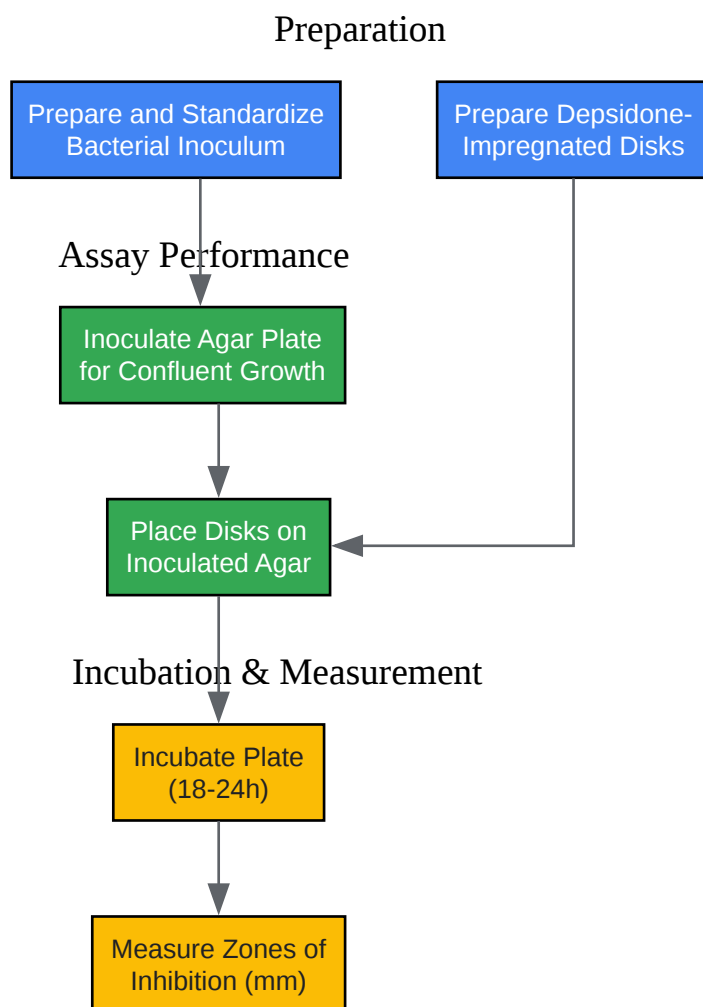 Preparation
Prepare and Standardize
Bacterial Inoculum
Prepare Depsidone-
Impregnated Disks
Assay Performance
Inoculate Agar Plate
for Confluent Growth
Place Disks on
Inoculated Agar
Incubation & Measurement
Incubate Plate
(18-24h)
Measure Zones of
Inhibition (mm)